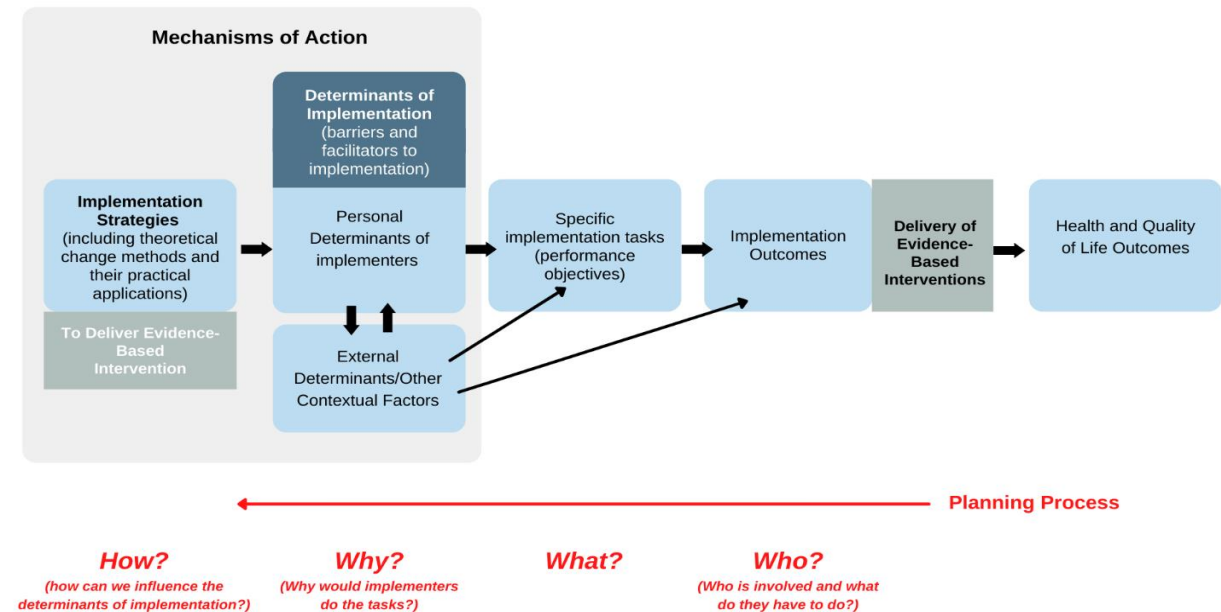 Mechanisms of Action
Determinants of
Implementation
(barriers and
facilitators to
implementation)
Implementation
Strategies
(including theoretical
change methods and
their practical
applications)
To Deliver Evidence-
Based
Intervention
Personal
Determinants of
implementers
External
Determinants/Other
Contextual Factors
Specific
implementation tasks
(performance
objectives)
Implementation
Outcomes
Delivery of
Evidence-
Based
Interventions
Health and Quality
of Life Outcomes
Planning Process
How?
(how can we influence the
determinants of implementation?)
Why?
(Why would implementers
do the tasks?)
What?
Who?
(Who is involved and what
do they have to do?)